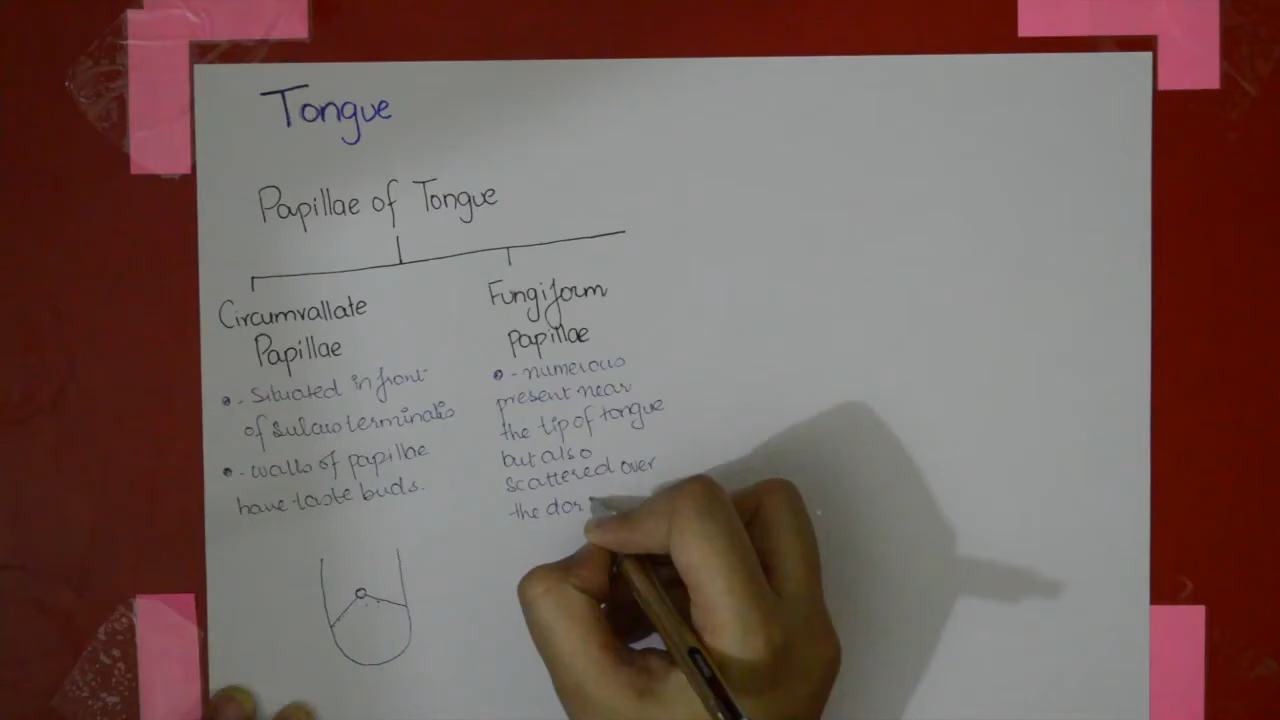 Tongue
Papillae of Tongue
Circumvallate
Papillae
• - Situated in front
of sulcus terminalis
• - walls of papillae
have taste buds.
Fungiform
papillae
• - numerous
present near
the tip of tongue
but also
scattered over
the dor